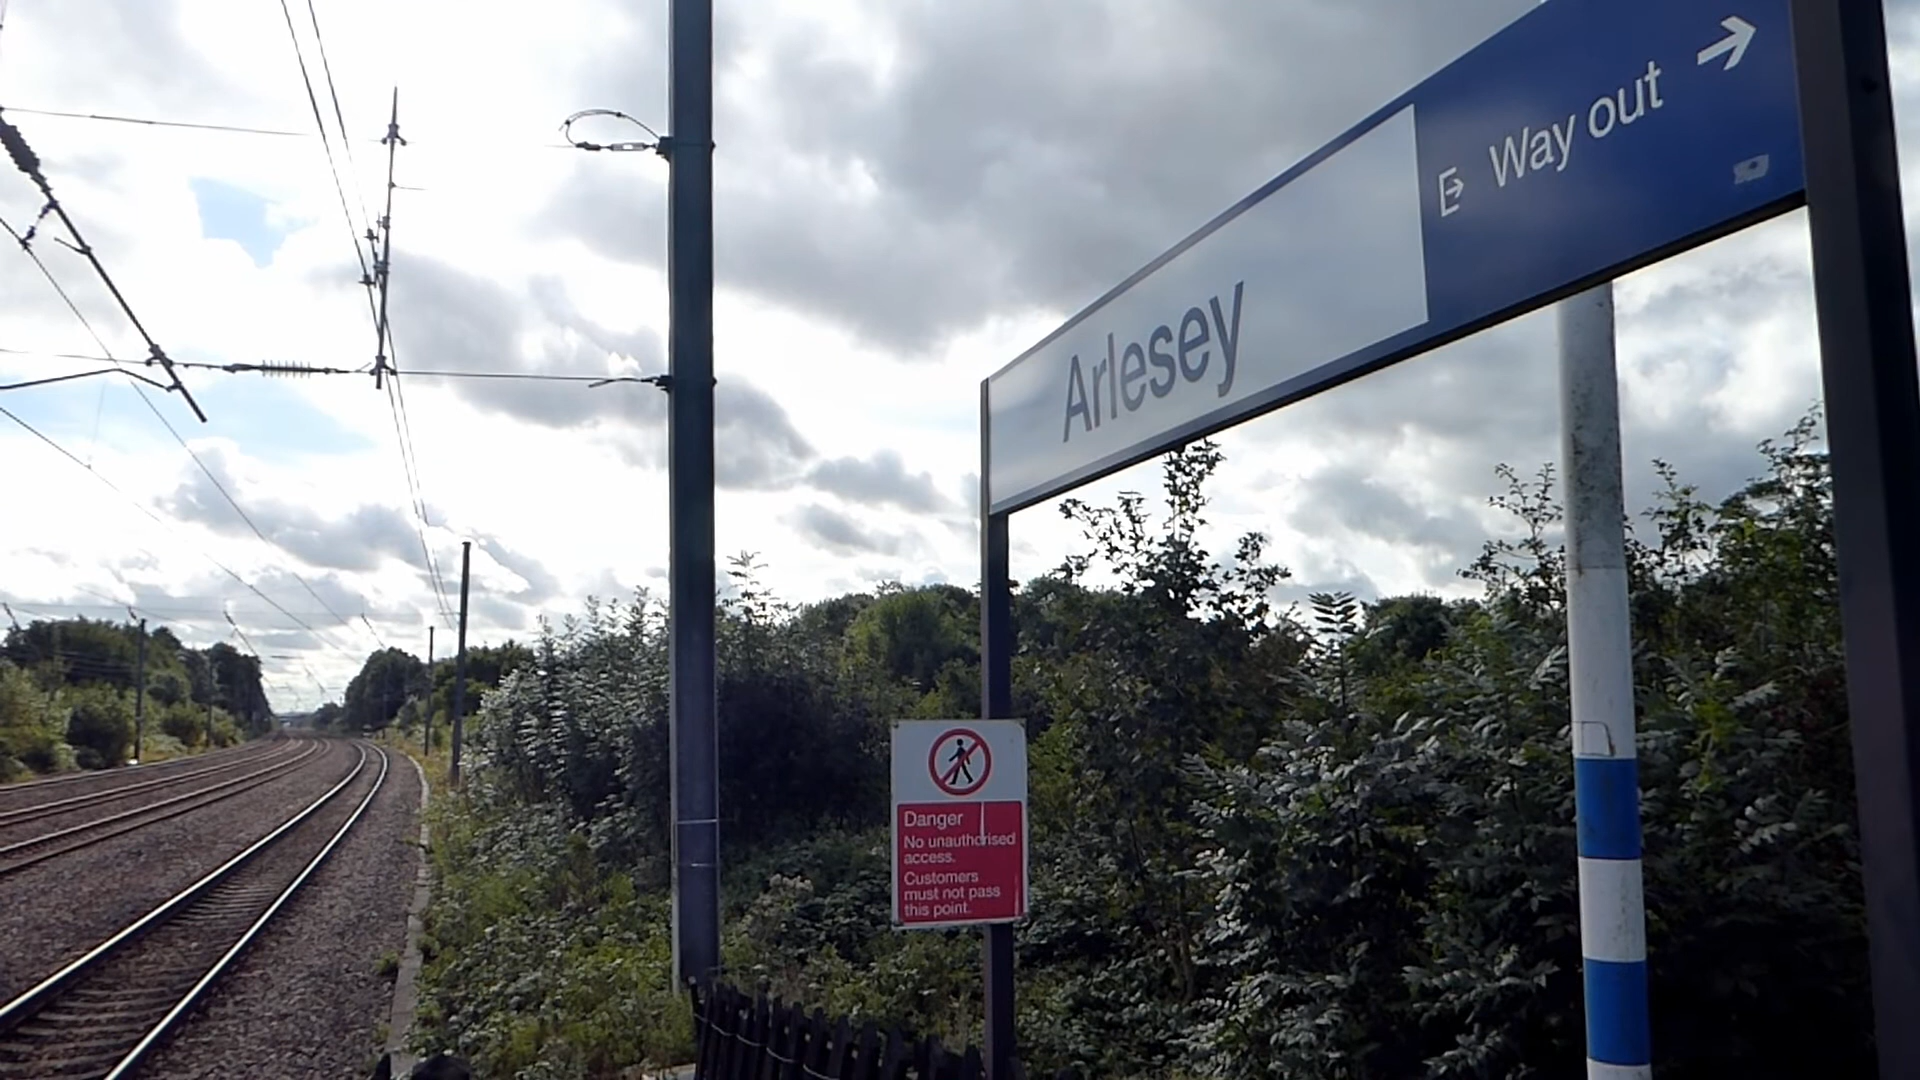 Arlesey
Way out
Danger
No unauthorised
access.
Customers
must not pass
this point.